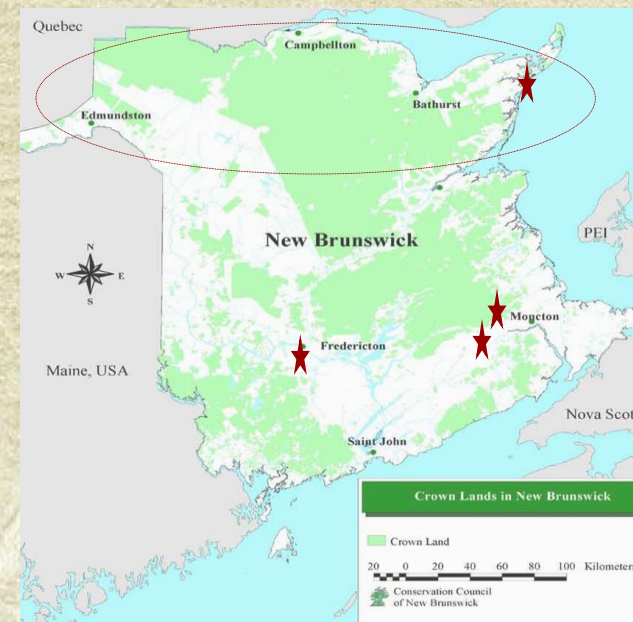 Quebec
Campbellton
Bathurst
Edmundston
New Brunswick
PEI
N
W E
S
Moncton
Fredericton
Maine, USA
Nova Scot
Saint John
Crown Lands in New Brunswick
Crown Land
20 0 20 40 60 80 100 Kilometers
Conservation Council
of New Brunswick